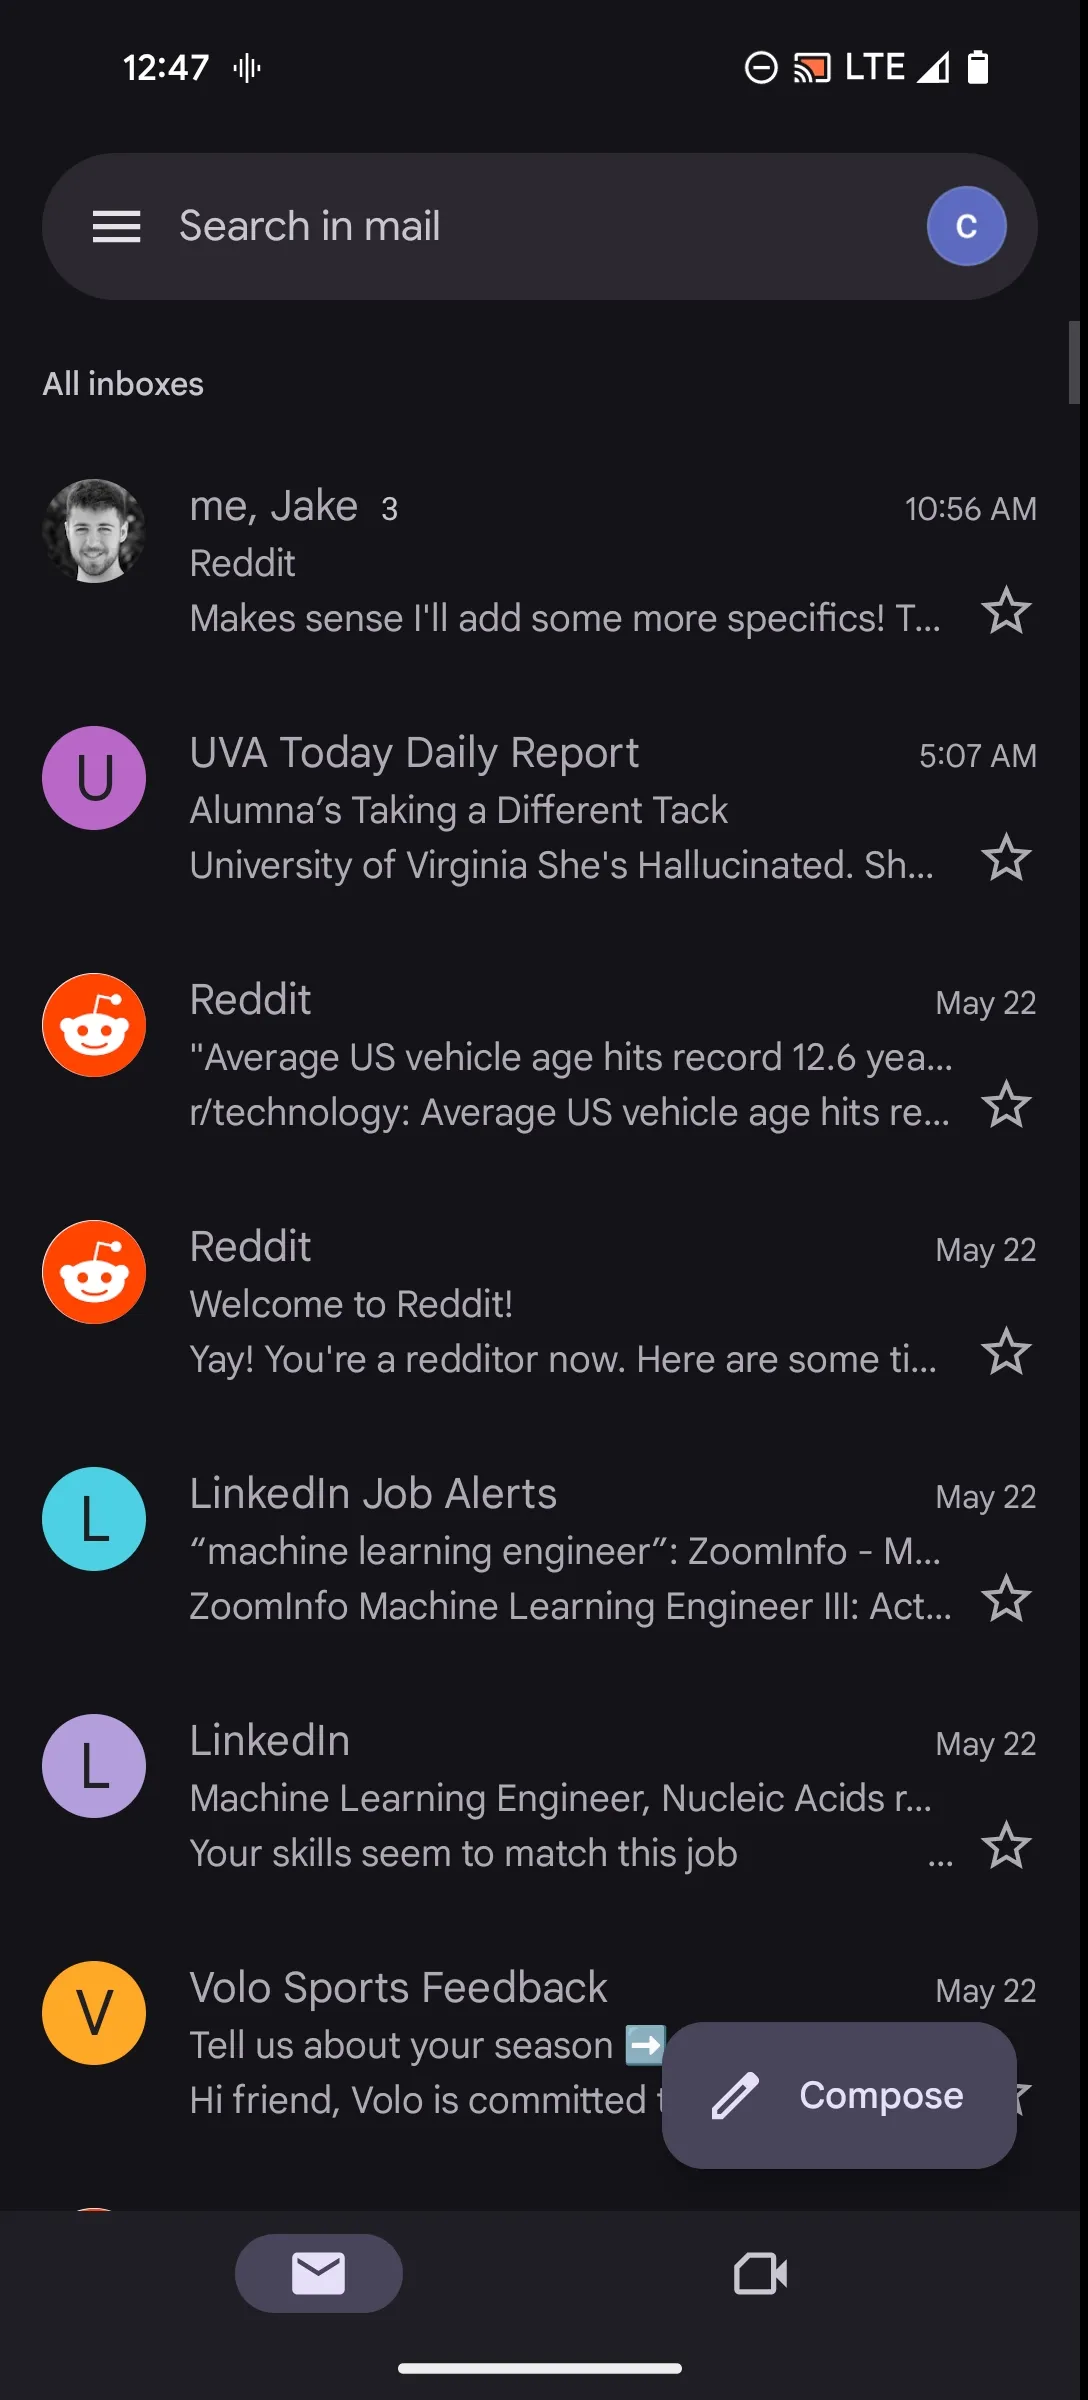 12:47
LTE
Search in mail
C
All inboxes
me, Jake 3
10:56 AM
Reddit
Makes sense I'll add some more specifics! T...
U
UVA Today Daily Report
5:07 AM
Alumna’s Taking a Different Tack
University of Virginia She's Hallucinated. Sh...
Reddit
May 22
"Average US vehicle age hits record 12.6 yea...
r/technology: Average US vehicle age hits re...
Reddit
May 22
Welcome to Reddit!
Yay! You're a redditor now. Here are some ti...
L
LinkedIn Job Alerts
May 22
“machine learning engineer”: ZoomInfo - M...
ZoomInfo Machine Learning Engineer III: Act...
L
LinkedIn
May 22
Machine Learning Engineer, Nucleic Acids r...
Your skills seem to match this job ...
V
Volo Sports Feedback
May 22
Tell us about your season ➡️
Hi friend, Volo is committed
Compose